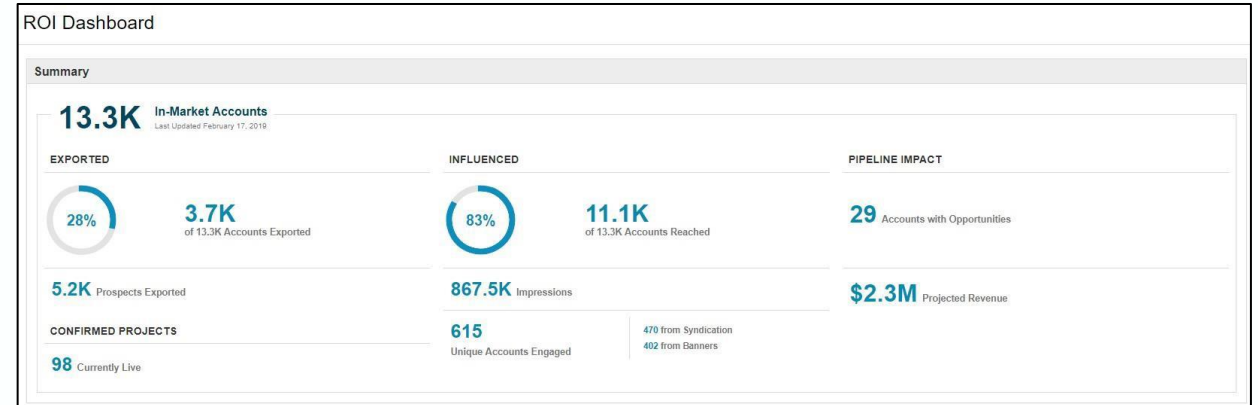 ROI Dashboard
Summary
13.3K In-Market Accounts
Last Updated February 17, 2019
EXPORTED
28%
3.7K
of 13.3K Accounts Exported
5.2K Prospects Exported
CONFIRMED PROJECTS
98 Currently Live
INFLUENCED
83%
11.1K
of 13.3K Accounts Reached
867.5K Impressions
615
Unique Accounts Engaged
470 from Syndication
402 from Banners
PIPELINE IMPACT
29 Accounts with Opportunities
$2.3M Projected Revenue